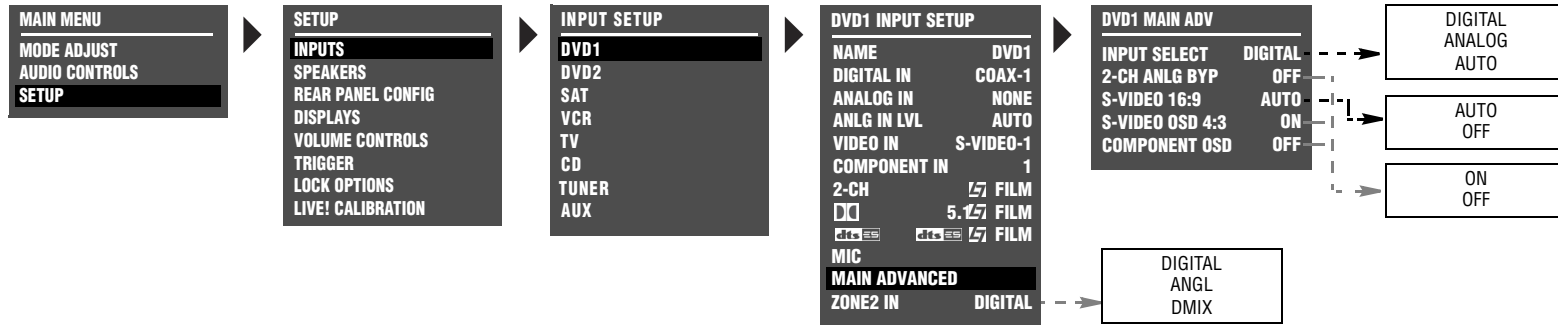 MAIN MENU
MODE ADJUST
AUDIO CONTROLS
SETUP
SETUP
INPUTS
SPEAKERS
REAR PANEL CONFIG
DISPLAYS
VOLUME CONTROLS
TRIGGER
LOCK OPTIONS
LIVE! CALIBRATION
INPUT SETUP
DVD1
DVD2
SAT
VCR
TV
CD
TUNER
AUX
DVD1 INPUT SETUP
NAME DVD1
DIGITAL IN COAX-1
ANALOG IN NONE
ANLG IN LVL AUTO
VIDEO IN S-VIDEO-1
COMPONENT IN 1
2-CH FILM
5.1 FILM
dts ES dts ES FILM
MIC
MAIN ADVANCED
ZONE2 IN DIGITAL
DIGITAL
ANGL
DMIX
DVD1 MAIN ADV
INPUT SELECT DIGITAL
2-CH ANLG BYP OFF
S-VIDEO 16:9 AUTO
S-VIDEO OSD 4:3 ON
COMPONENT OSD OFF
DIGITAL
ANALOG
AUTO
AUTO
OFF
ON
OFF